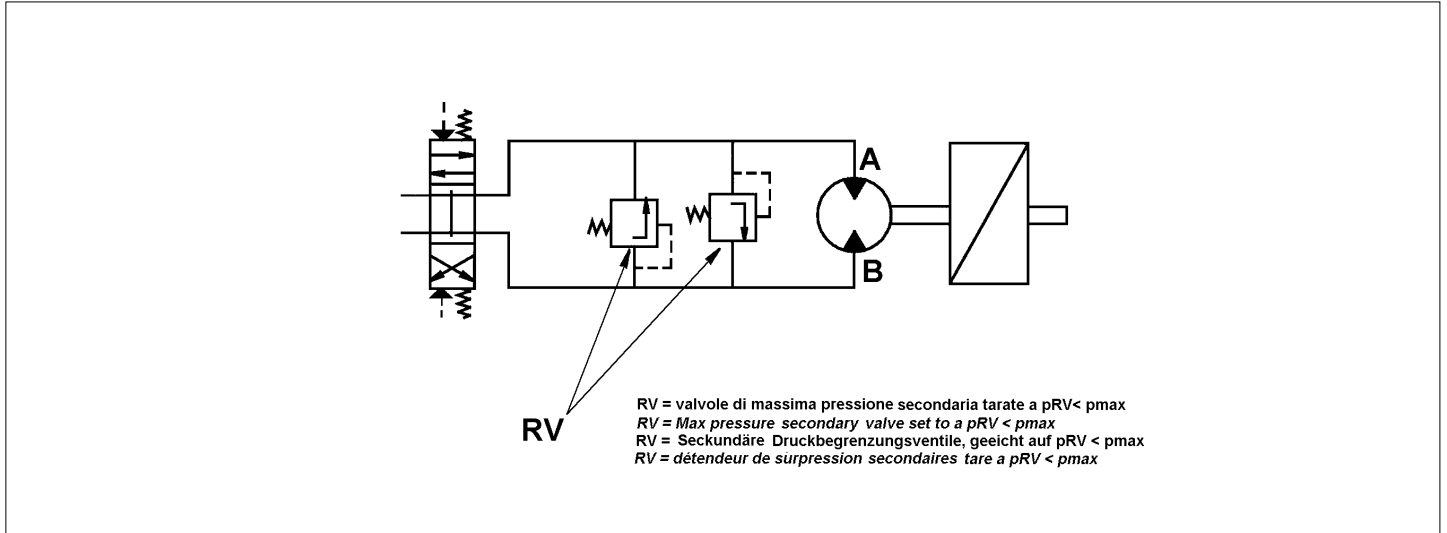 A
B
RV
RV = valvole di massima pressione secondaria tarate a pRV< pmax
RV = Max pressure secondary valve set to a pRV < pmax
RV = Seckundäre Druckbegrenzungsventile, geeicht auf pRV < pmax
RV = détendeur de surpression secondaires tare a pRV < pmax